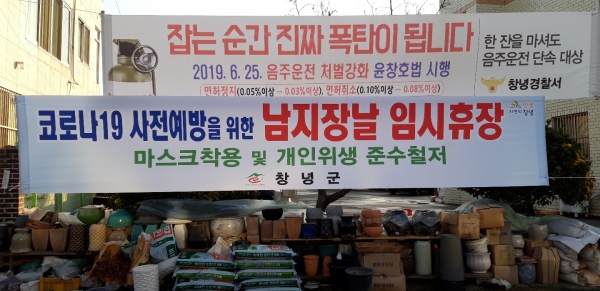 잡는 순간 진짜 폭탄이 됩니다
2019. 6. 25. 음주운전 처벌강화 윤창호법 시행
면허정지(0.05%이상 → 0.03%이상), 면허취소(0.10%이상 → 0.08%이상)
한 잔을 마셔도
음주운전 단속 대상
창녕경찰서
코로나19 사전예방을 위한 남지장날 임시휴장
마스크착용 및 개인위생 준수철저
창녕군